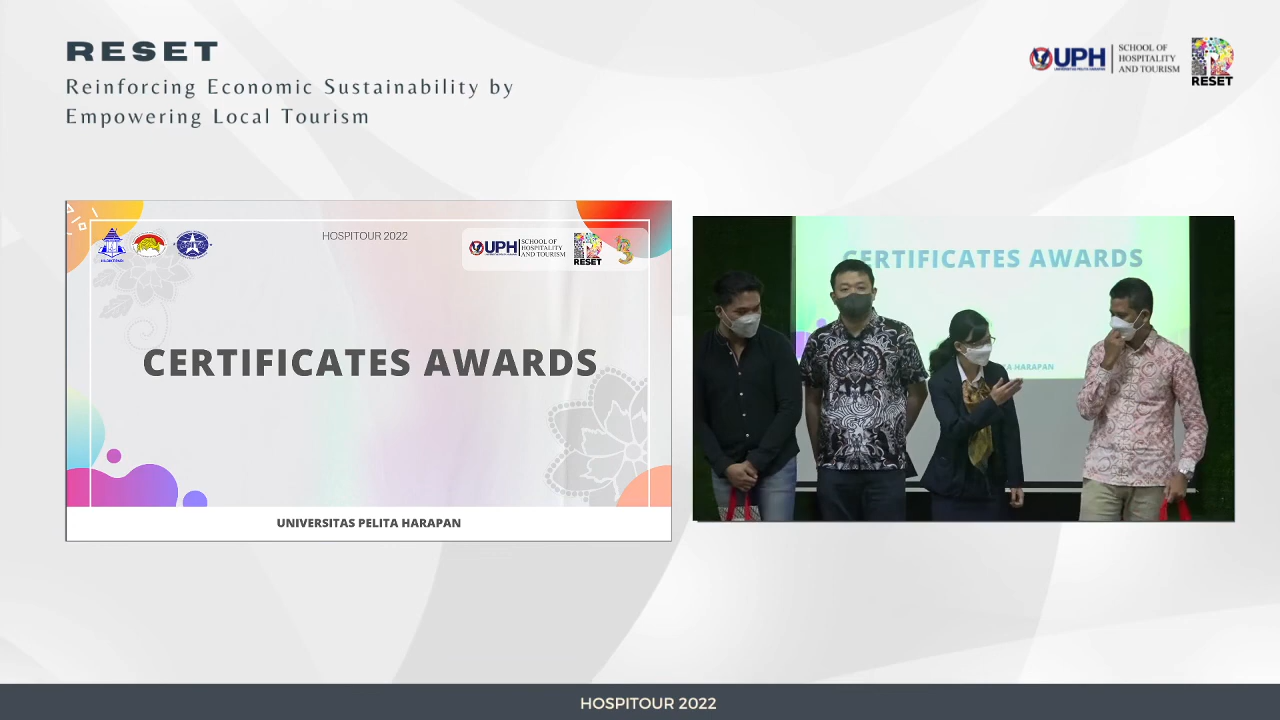 RESET
Reinforcing Economic Sustainability by
Empowering Local Tourism
UPH
SCHOOL OF
HOSPITALITY
AND TOURISM
RESET
HOSPITOUR 2022
UPH
SCHOOL OF
HOSPITALITY
AND TOURISM
RESET
CERTIFICATES AWARDS
UNIVERSITAS PELITA HARAPAN
CERTIFICATES AWARDS
A HARAPAN
HOSPITOUR 2022